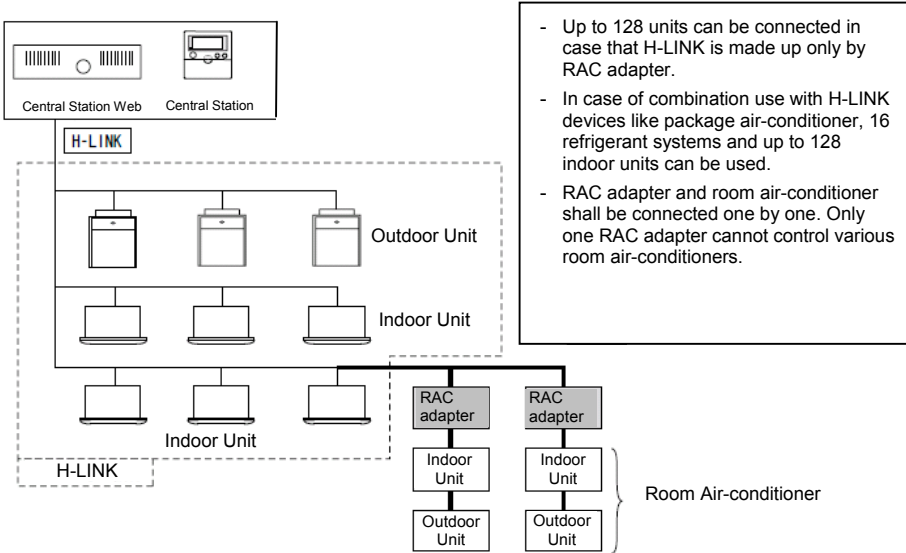 Central Station Web
Central Station
H-LINK
Outdoor Unit
Indoor Unit
Indoor Unit
H-LINK
RAC
adapter
RAC
adapter
Indoor
Unit
Indoor
Unit
Outdoor
Unit
Outdoor
Unit
Room Air-conditioner
- Up to 128 units can be connected in
case that H-LINK is made up only by
RAC adapter.
- In case of combination use with H-LINK
devices like package air-conditioner, 16
refrigerant systems and up to 128
indoor units can be used.
- RAC adapter and room air-conditioner
shall be connected one by one. Only
one RAC adapter cannot control various
room air-conditioners.